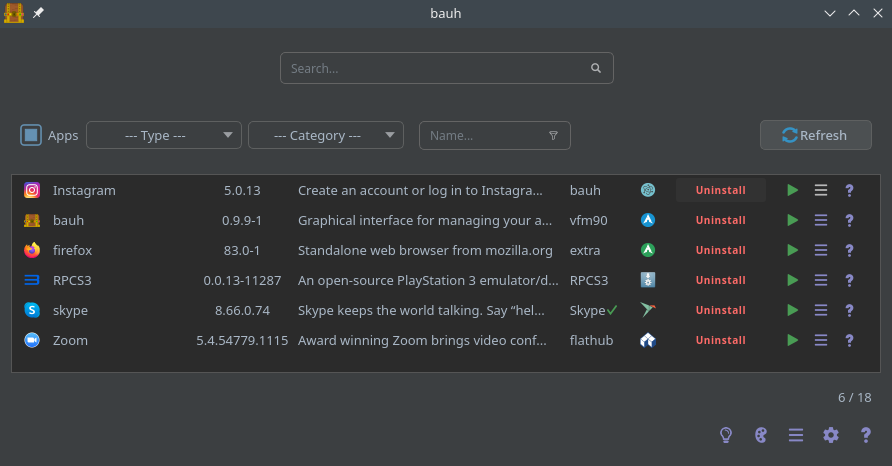 bauh
Search...
Apps --- Type --- --- Category --- Name... Refresh
Instagram 5.0.13 Create an account or log in to Instagra... bauh Uninstall
bauh 0.9.9-1 Graphical interface for managing your a... vfm90 Uninstall
firefox 83.0-1 Standalone web browser from mozilla.org extra Uninstall
RPCS3 0.0.13-11287 An open-source PlayStation 3 emulator/d... RPCS3 Uninstall
skype 8.66.0.74 Skype keeps the world talking. Say “hel... Skype Uninstall
Zoom 5.4.54779.1115 Award winning Zoom brings video conf... flathub Uninstall
6 / 18